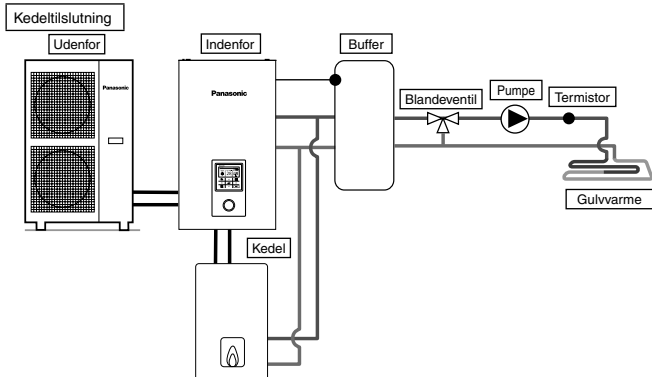 Kedeltilslutning
Udenfor
Indenfor
Buffer
Panasonic
Panasonic
Blandeventil
Pumpe
Termistor
Gulvvarme
Kedel